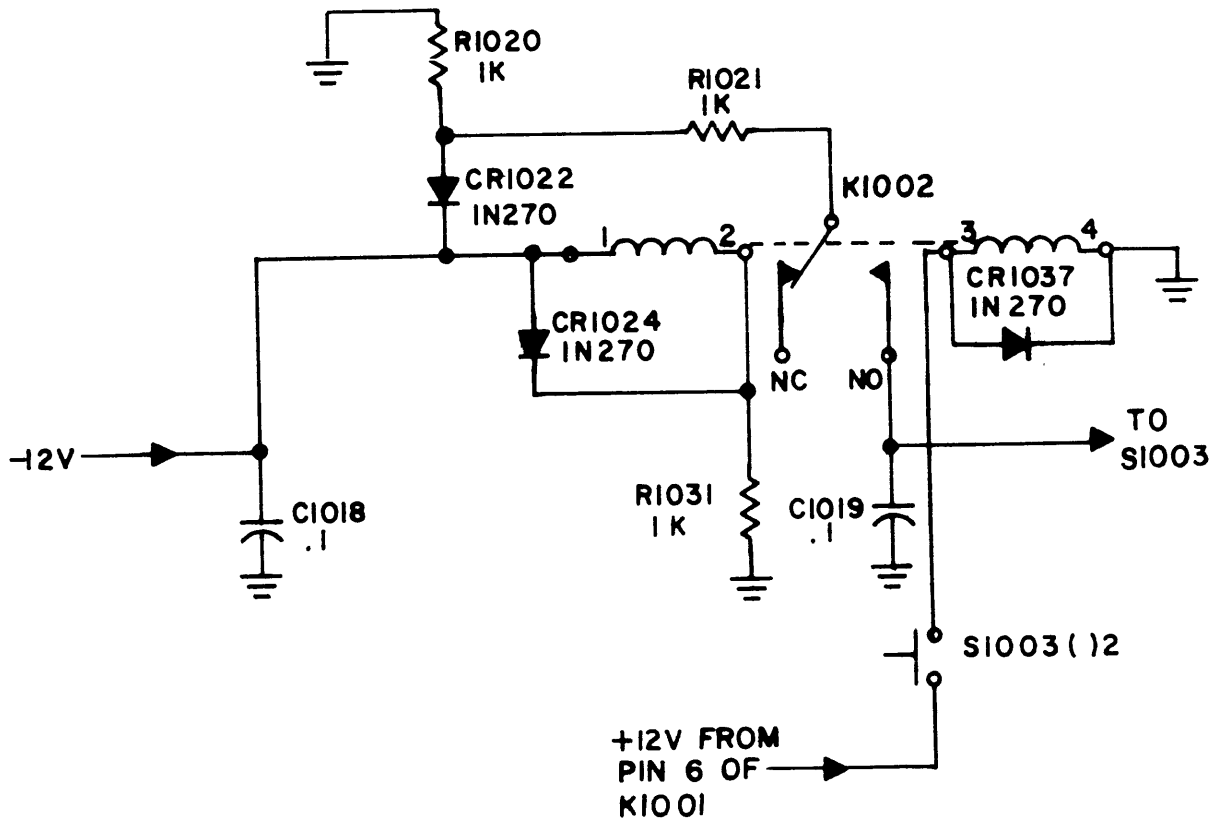 R1020
1K
R1021
1K
K1002
CR1022
1N270
1
2
3
4
CR1037
1N270
CR1024
1N270
NC
NO
-12V
TO
S1003
C1018
.1
R1031
1K
C1019
.1
S1003 ( )2
+12V FROM
PIN 6 OF
K1001